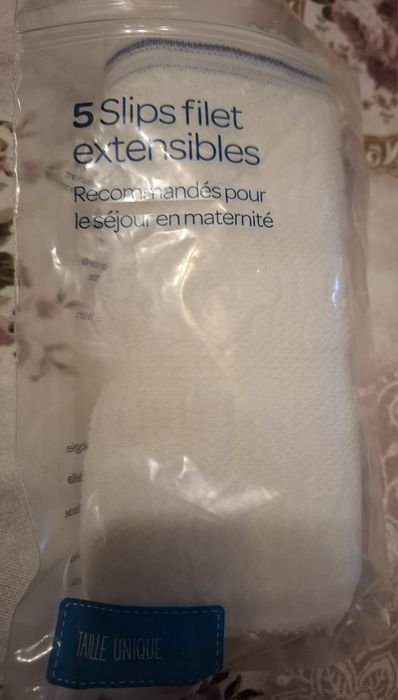 5 Slips filet
extensibles
Recommandés pour
le séjour en maternité
TAILLE UNIQUE